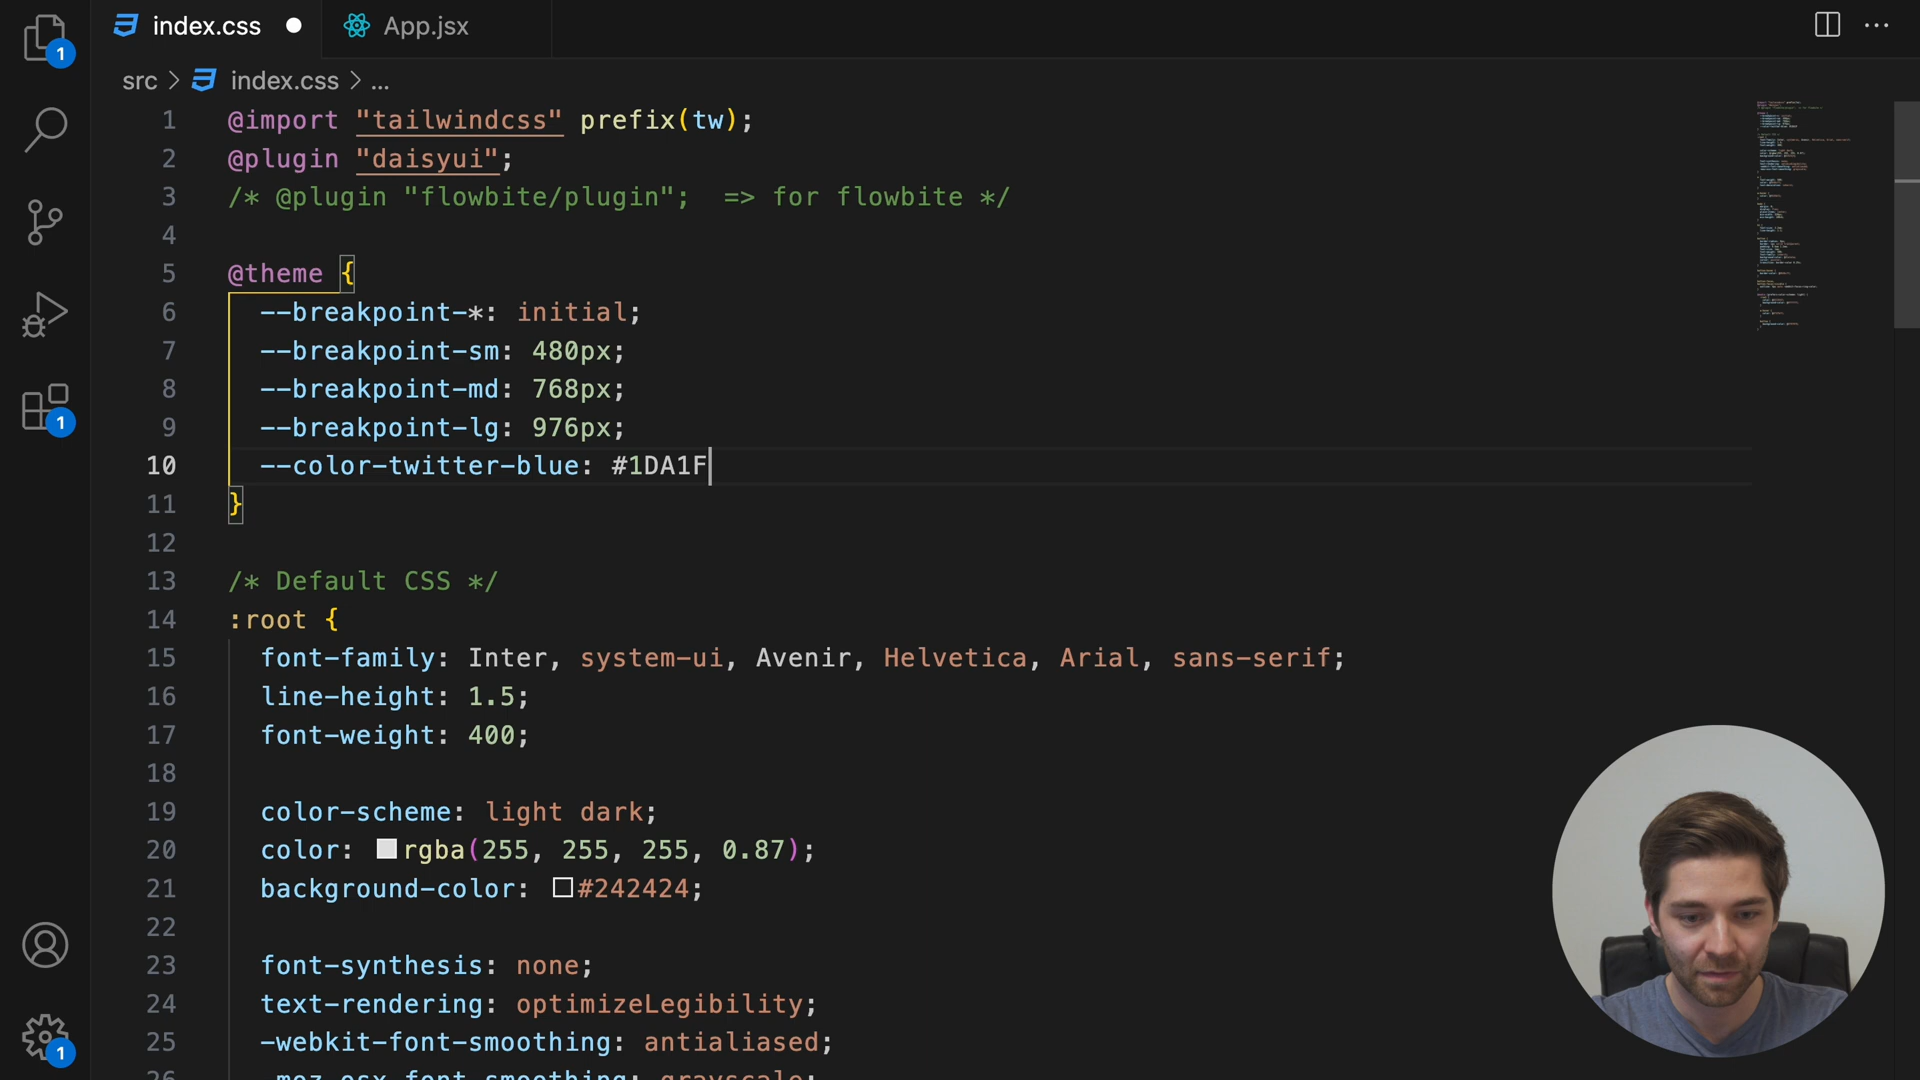 index.css
App.jsx
src > index.css > ...
1 @import "tailwindcss" prefix(tw);
2 @plugin "daisyui";
3 /* @plugin "flowbite/plugin";  => for flowbite */
4
5 @theme {
6 --breakpoint-*: initial;
7 --breakpoint-sm: 480px;
8 --breakpoint-md: 768px;
9 --breakpoint-lg: 976px;
10 --color-twitter-blue: #1DA1F
11 }
12
13 /* Default CSS */
14 :root {
15 font-family: Inter, system-ui, Avenir, Helvetica, Arial, sans-serif;
16 line-height: 1.5;
17 font-weight: 400;
18
19 color-scheme: light dark;
20 color: rgba(255, 255, 255, 0.87);
21 background-color: #242424;
22
23 font-synthesis: none;
24 text-rendering: optimizeLegibility;
25 -webkit-font-smoothing: antialiased;
26 -moz-osx-font-smoothing: grayscale;
1
1
1